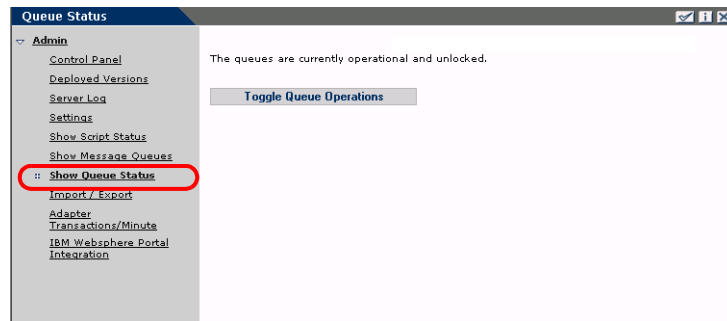 Queue Status
Admin
Control Panel
Deployed Versions
Server Log
Settings
Show Script Status
Show Message Queues
Show Queue Status
Import / Export
Adapter
Transactions/Minute
IBM Websphere Portal
Integration
The queues are currently operational and unlocked.
Toggle Queue Operations